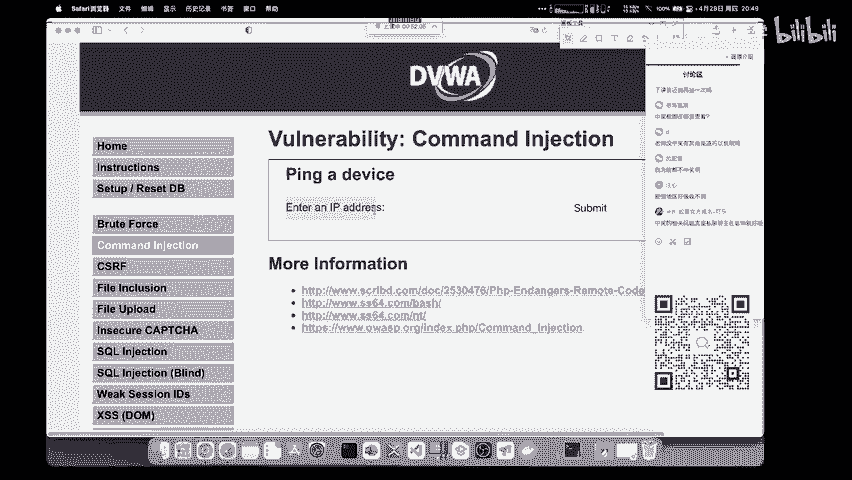 Safari浏览器 文件 编辑 显示 历史记录 书签 窗口 帮助
100% 4月28日 周四 20:49
bilibili
DVWA
讨论区
Home
Instructions
Setup / Reset DB
Brute Force
Command Injection
CSRF
File Inclusion
File Upload
Insecure CAPTCHA
SQL Injection
SQL Injection (Blind)
Weak Session IDs
XSS (DOM)
Vulnerability: Command Injection
Ping a device
Enter an IP address:
Submit
More Information
http://www.scribd.com/doc/2530476/Php-Endangers-Remote-Code
http://www.ss64.com/bash/
http://www.ss64.com/nt/
https://www.owasp.org/index.php/Command_Injection